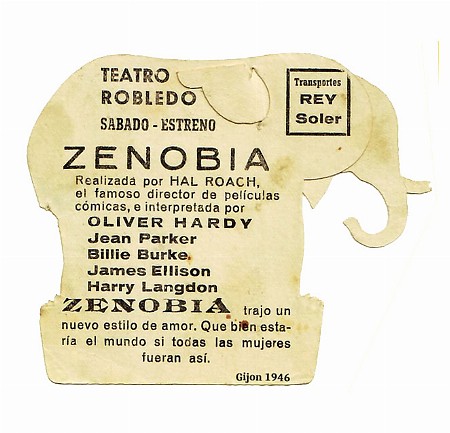 TEATRO
ROBLEDO
SABADO - ESTRENO
Transportes
REY
Soler
ZENOBIA
Realizada por HAL ROACH,
el famoso director de películas
cómicas, e interpretada por
OLIVER HARDY
Jean Parker
Billie Burke
James Ellison
Harry Langdon
ZENOBIA trajo un
nuevo estilo de amor. Que bien esta-
ría el mundo si todas las mujeres
fueran así.
Gijon 1946